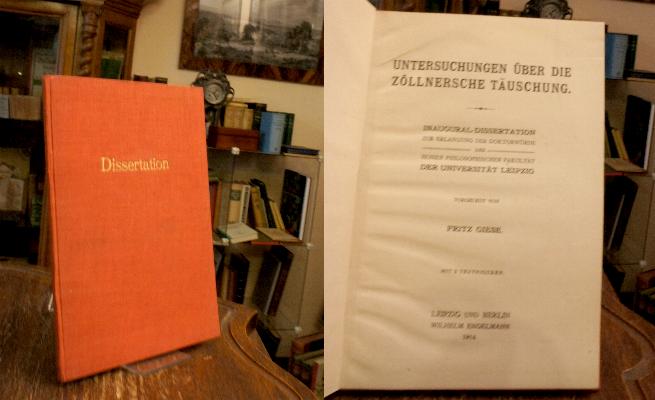 Dissertation
UNTERSUCHUNGEN ÜBER DIE
ZÖLLNERSCHE TÄUSCHUNG.
INAUGURAL-DISSERTATION
ZUR ERLANGUNG DER DOKTORWÜRDE
DER
HOHEN PHILOSOPHISCHEN FAKULTÄT
DER UNIVERSITÄT LEIPZIG
VORGELEGT VON
FRITZ GIESE.
LEIPZIG UND BERLIN
WILHELM ENGELMANN
1914